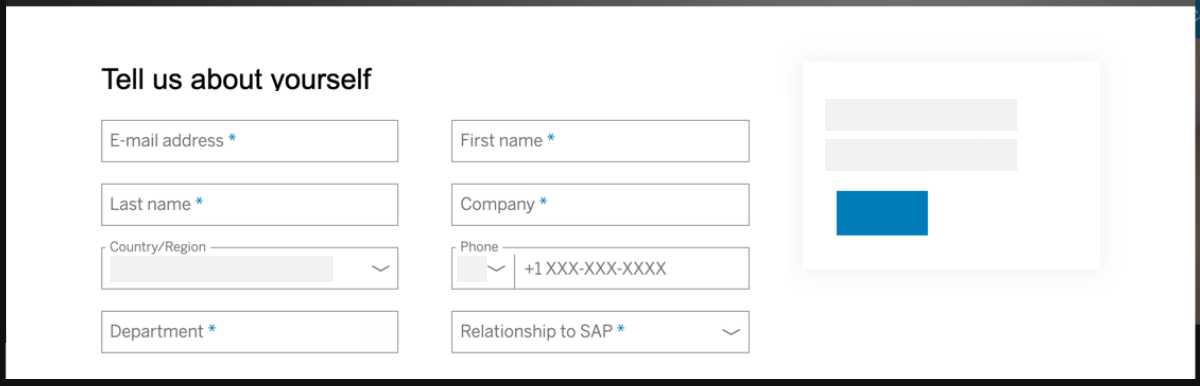 Tell us about yourself
E-mail address *
First name *
Last name *
Company *
Country/Region
Phone
+1 XXX-XXX-XXXX
Department *
Relationship to SAP *